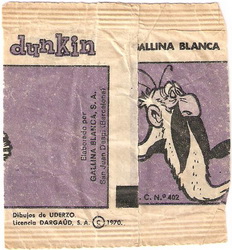 dunkin
GALLINA BLANCA
Elaborado por
GALLINA BLANCA, S. A.
San Juan Despí (Barcelona)
C. N.º 402
Dibujos de UDERZO
Licencia DARGAUD, S. A. © 1970.